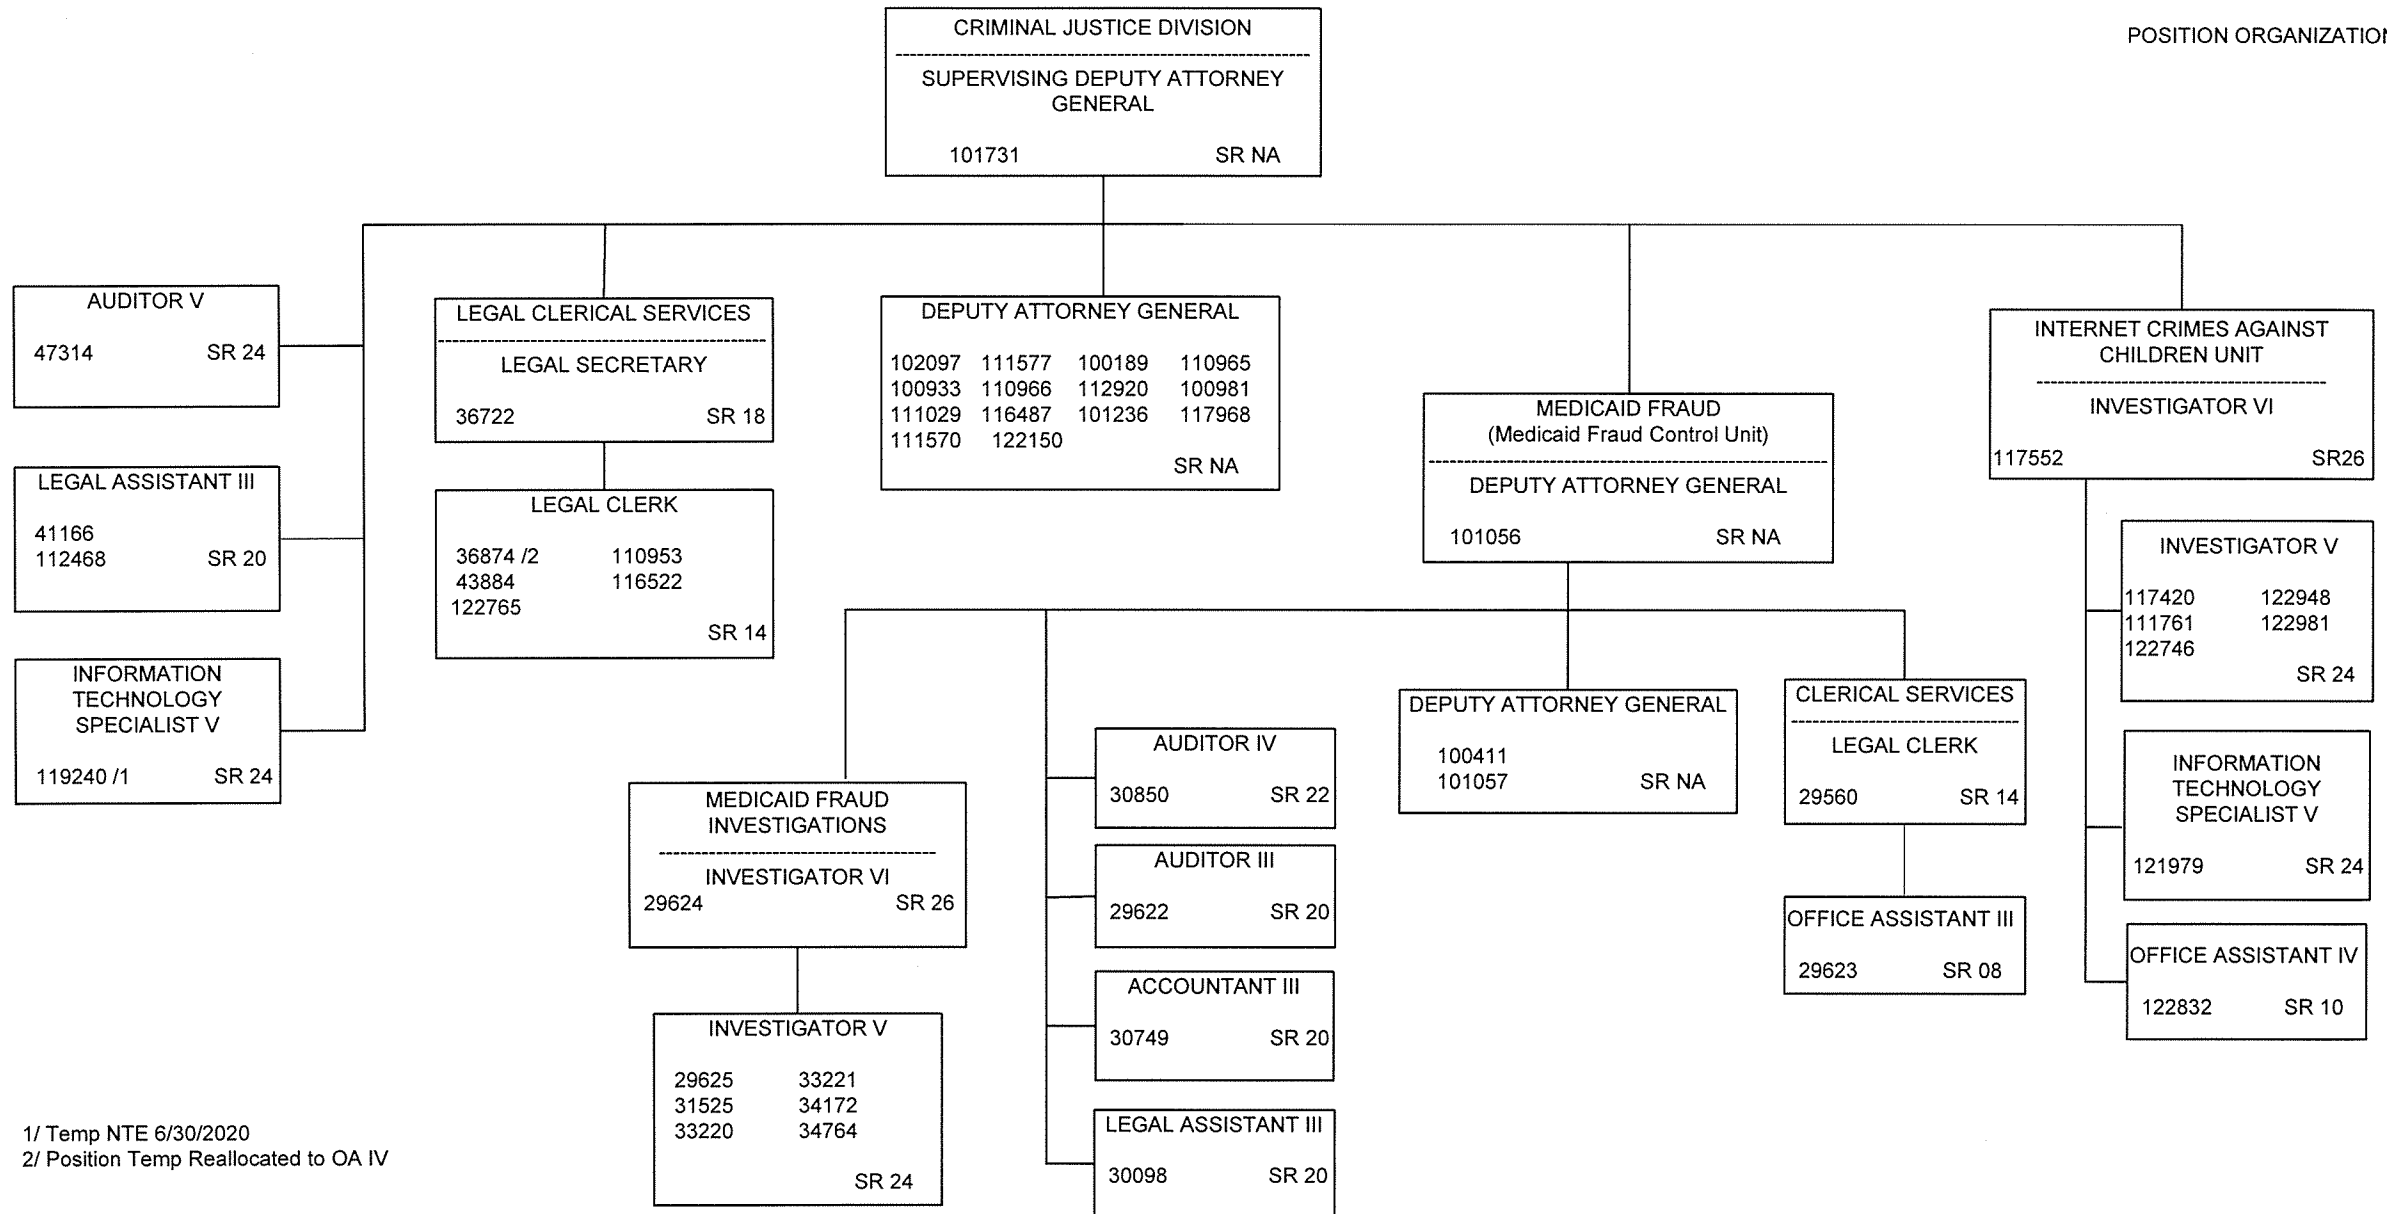 POSITION ORGANIZATION
CRIMINAL JUSTICE DIVISION
SUPERVISING DEPUTY ATTORNEY
GENERAL
101731 SR NA
AUDITOR V
47314 SR 24
LEGAL ASSISTANT III
41166
112468 SR 20
INFORMATION
TECHNOLOGY
SPECIALIST V
119240 /1 SR 24
LEGAL CLERICAL SERVICES
LEGAL SECRETARY
36722 SR 18
LEGAL CLERK
36874 /2 110953
43884 116522
122765
SR 14
DEPUTY ATTORNEY GENERAL
102097 111577 100189 110965
100933 110966 112920 100981
111029 116487 101236 117968
111570 122150
SR NA
MEDICAID FRAUD
(Medicaid Fraud Control Unit)
DEPUTY ATTORNEY GENERAL
101056 SR NA
MEDICAID FRAUD
INVESTIGATIONS
INVESTIGATOR VI
29624 SR 26
INVESTIGATOR V
29625 33221
31525 34172
33220 34764
SR 24
AUDITOR IV
30850 SR 22
AUDITOR III
29622 SR 20
ACCOUNTANT III
30749 SR 20
LEGAL ASSISTANT III
30098 SR 20
DEPUTY ATTORNEY GENERAL
100411
101057 SR NA
CLERICAL SERVICES
LEGAL CLERK
29560 SR 14
OFFICE ASSISTANT III
29623 SR 08
INTERNET CRIMES AGAINST
CHILDREN UNIT
INVESTIGATOR VI
117552 SR26
INVESTIGATOR V
117420 122948
111761 122981
122746
SR 24
INFORMATION
TECHNOLOGY
SPECIALIST V
121979 SR 24
OFFICE ASSISTANT IV
122832 SR 10
1/ Temp NTE 6/30/2020
2/ Position Temp Reallocated to OA IV